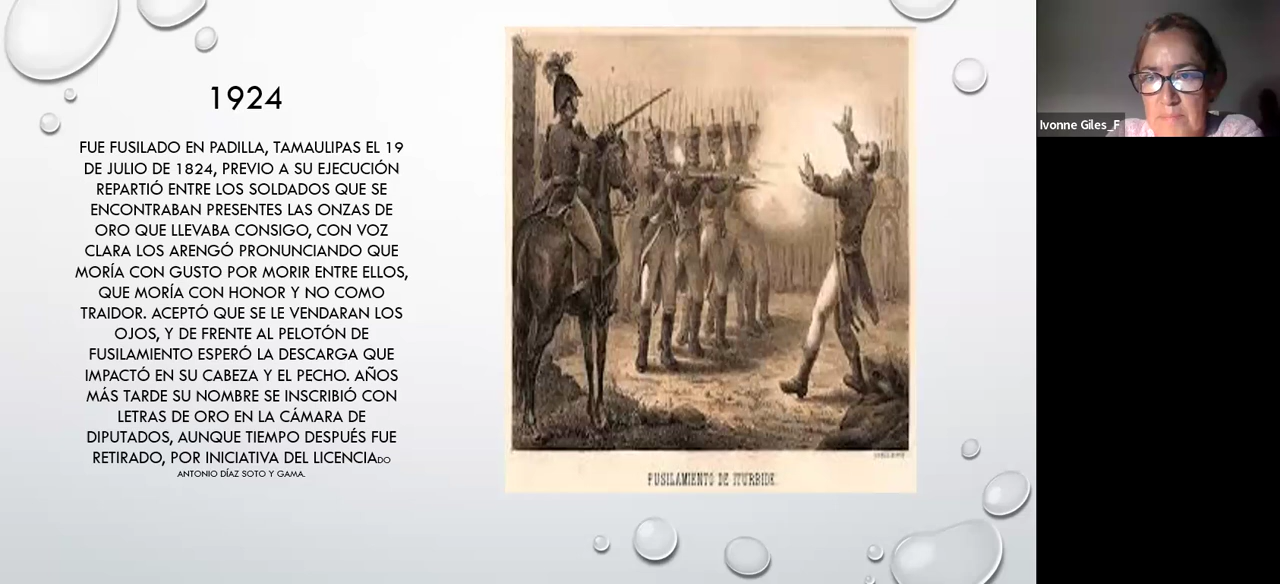 1924
FUE FUSILADO EN PADILLA, TAMAULIPAS EL 19
DE JULIO DE 1824, PREVIO A SU EJECUCIÓN
REPARTIÓ ENTRE LOS SOLDADOS QUE SE
ENCONTRABAN PRESENTES LAS ONZAS DE
ORO QUE LLEVABA CONSIGO, CON VOZ
CLARA LOS ARENGÓ PRONUNCIANDO QUE
MORÍA CON GUSTO POR MORIR ENTRE ELLOS,
QUE MORÍA CON HONOR Y NO COMO
TRAIDOR. ACEPTÓ QUE SE LE VENDARAN LOS
OJOS, Y DE FRENTE AL PELOTÓN DE
FUSILAMIENTO ESPERÓ LA DESCARGA QUE
IMPACTÓ EN SU CABEZA Y EL PECHO. AÑOS
MÁS TARDE SU NOMBRE SE INSCRIBIÓ CON
LETRAS DE ORO EN LA CÁMARA DE
DIPUTADOS, AUNQUE TIEMPO DESPUÉS FUE
RETIRADO, POR INICIATIVA DEL LICENCIADO
ANTONIO DÍAZ SOTO Y GAMA.
FUSILAMIENTO DE ITURBIDE.
Ivonne Giles_F